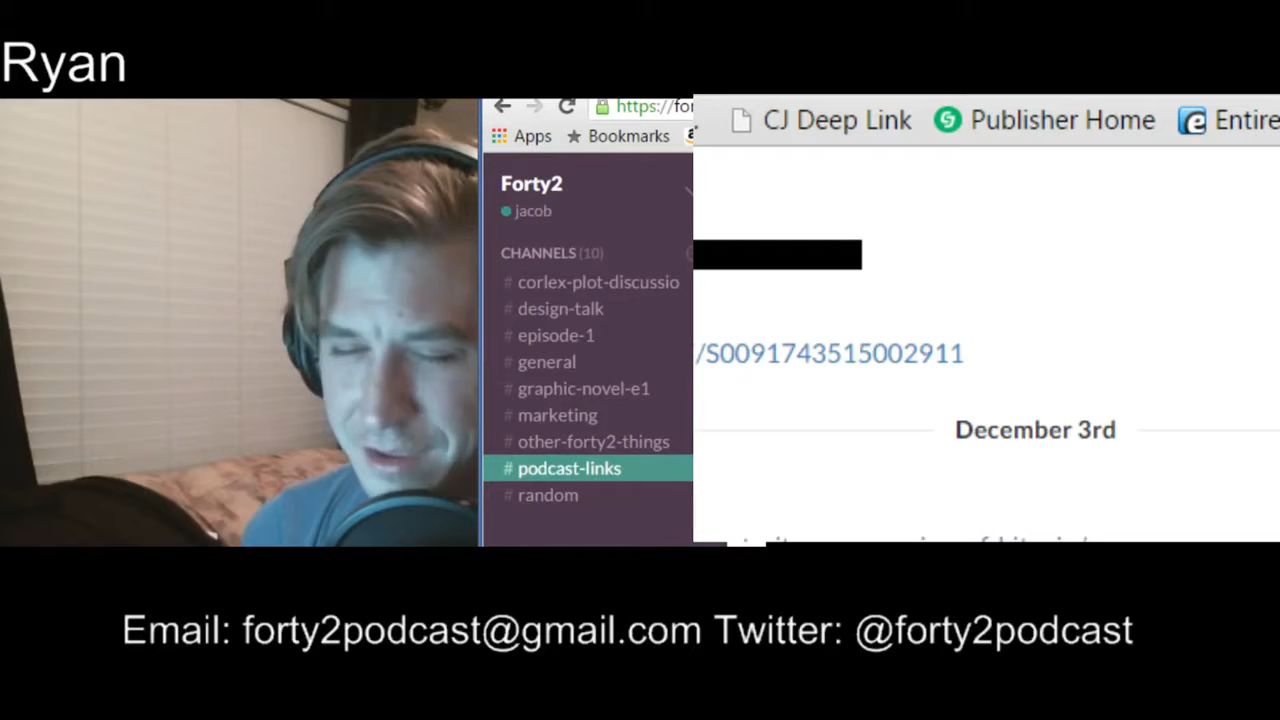 Ryan
https://for
CJ Deep Link Publisher Home Entire
Apps Bookmarks
Forty2
jacob
CHANNELS (10)
# corlex-plot-discussio
# design-talk
# episode-1
# general
# graphic-novel-e1
# marketing
# other-forty2-things
# podcast-links
# random
/S0091743515002911
December 3rd
Email: forty2podcast@gmail.com Twitter: @forty2podcast